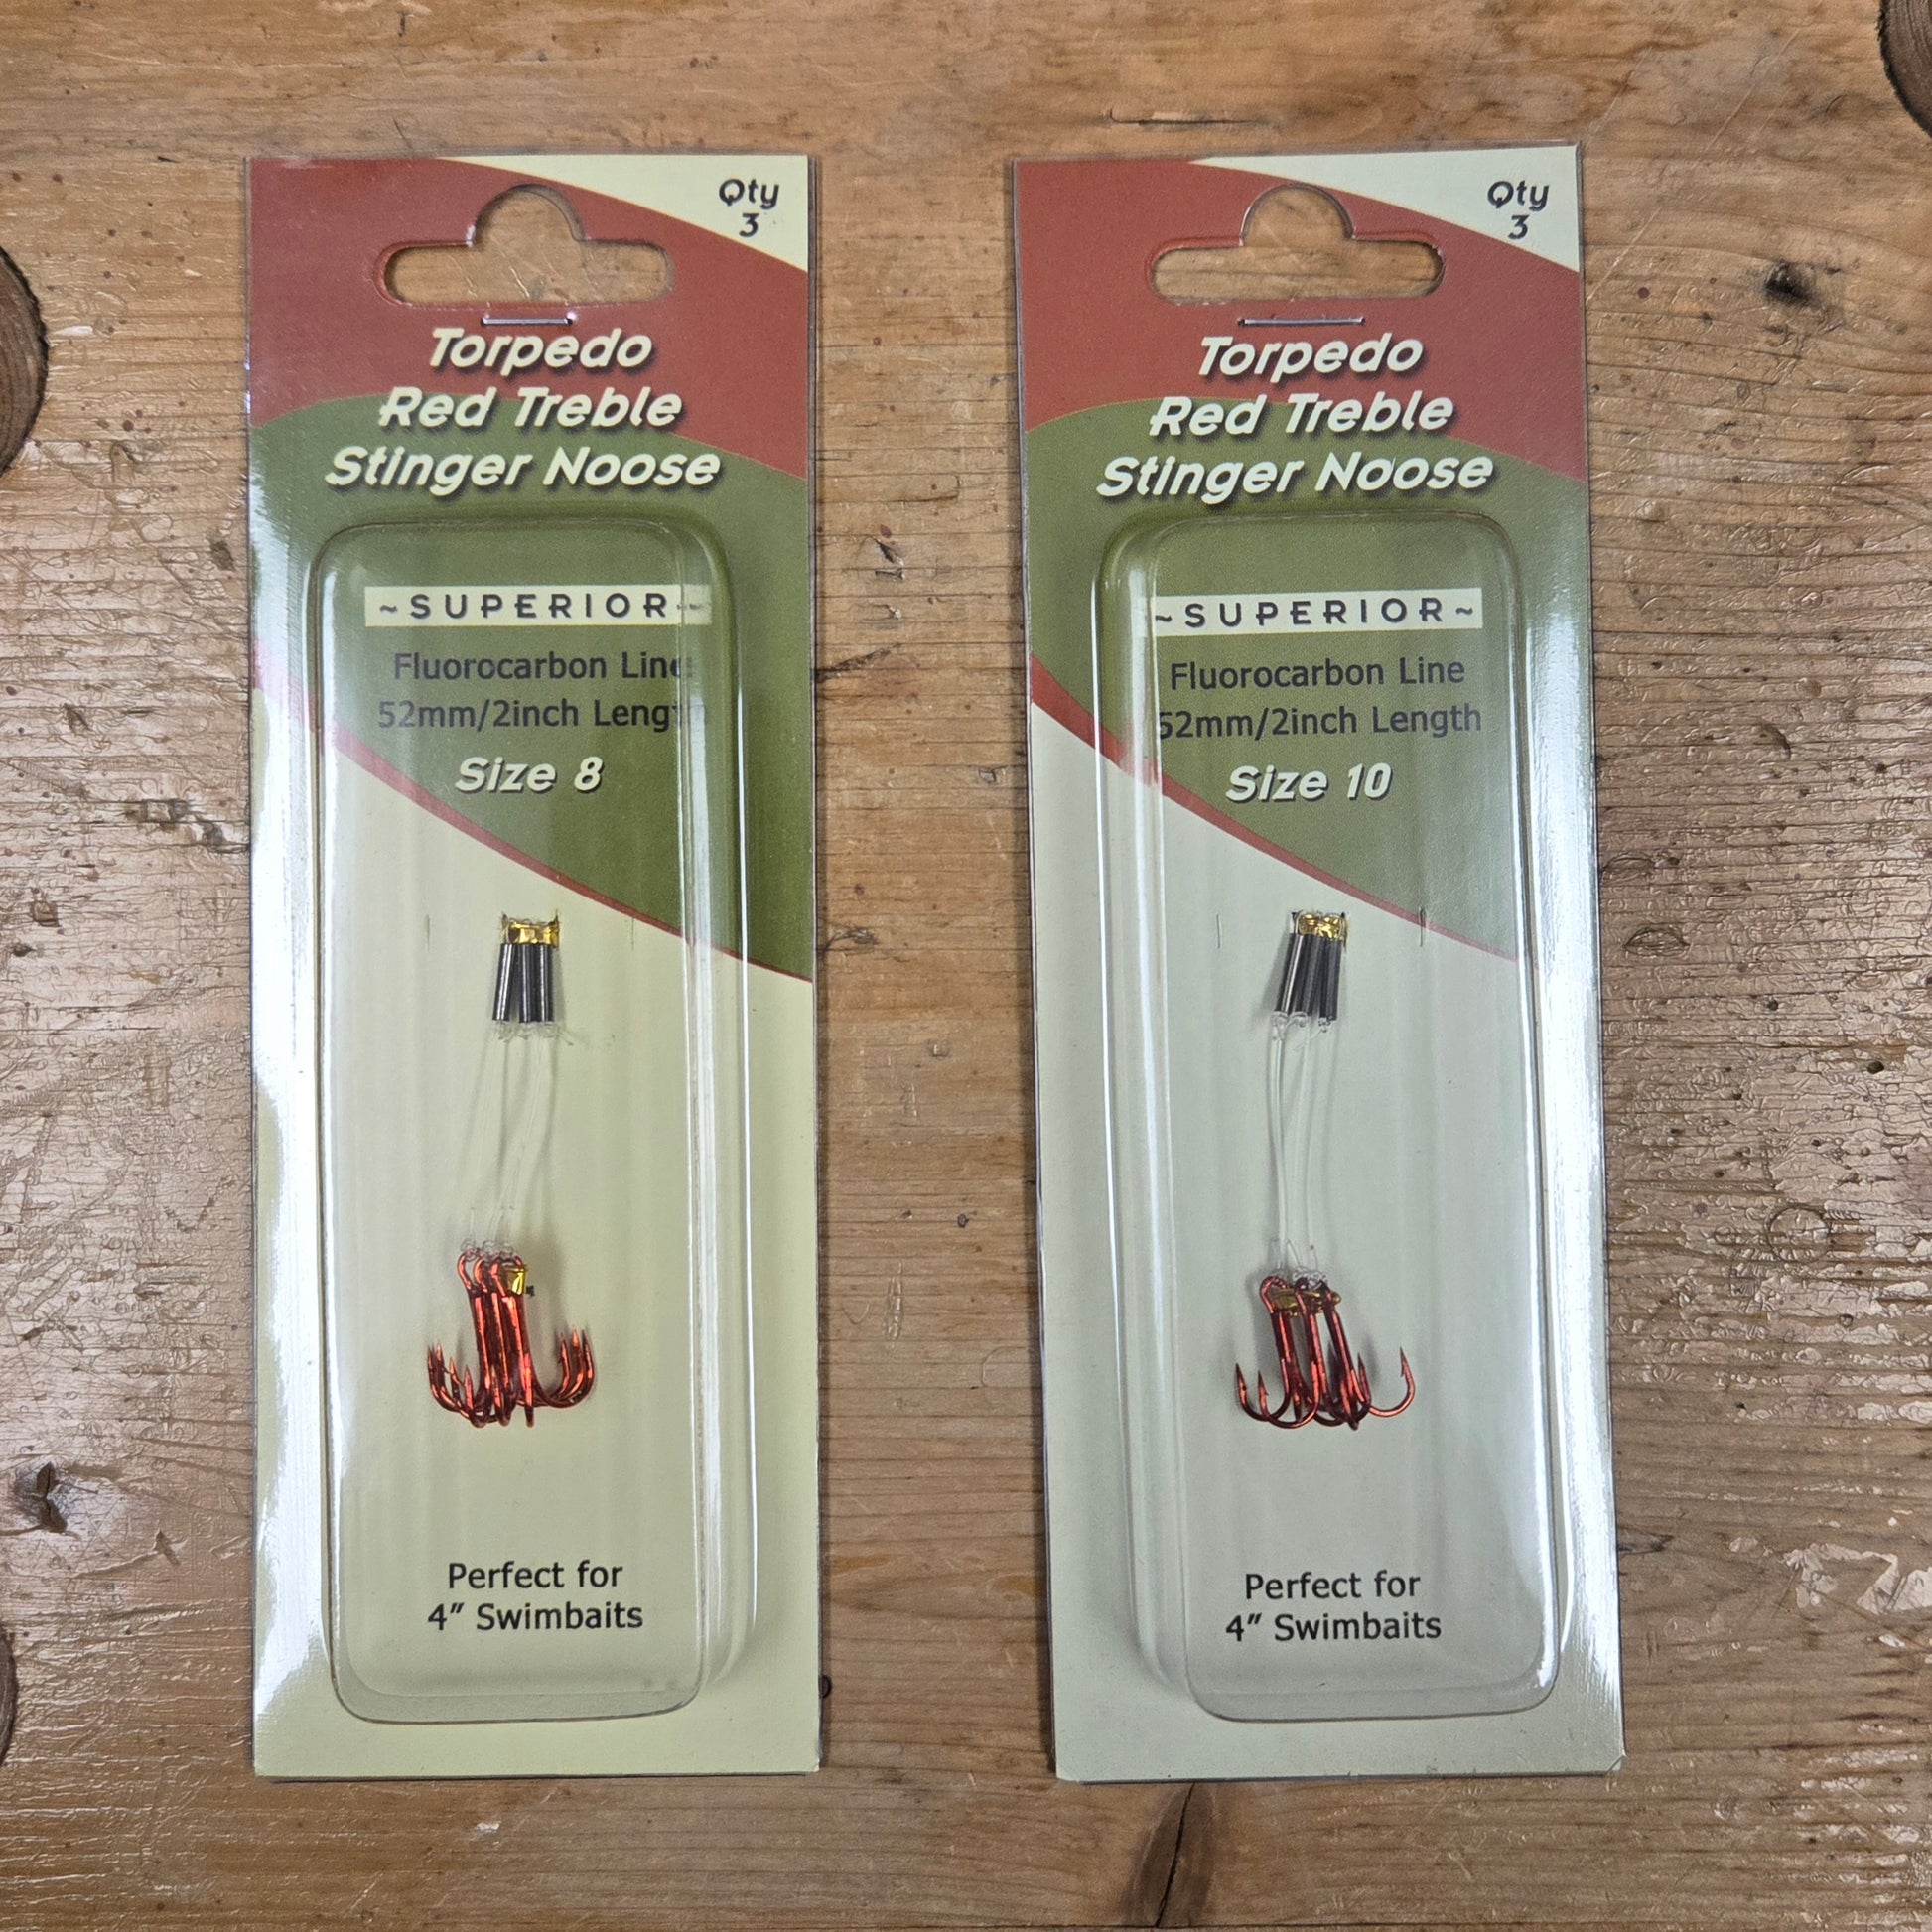 Qty
3
Torpedo
Red Treble
Stinger Noose
~SUPERIOR~
Fluorocarbon Line
52mm/2inch Length
Size 8
Perfect for
4" Swimbaits
Qty
3
Torpedo
Red Treble
Stinger Noose
~SUPERIOR~
Fluorocarbon Line
52mm/2inch Length
Size 10
Perfect for
4" Swimbaits